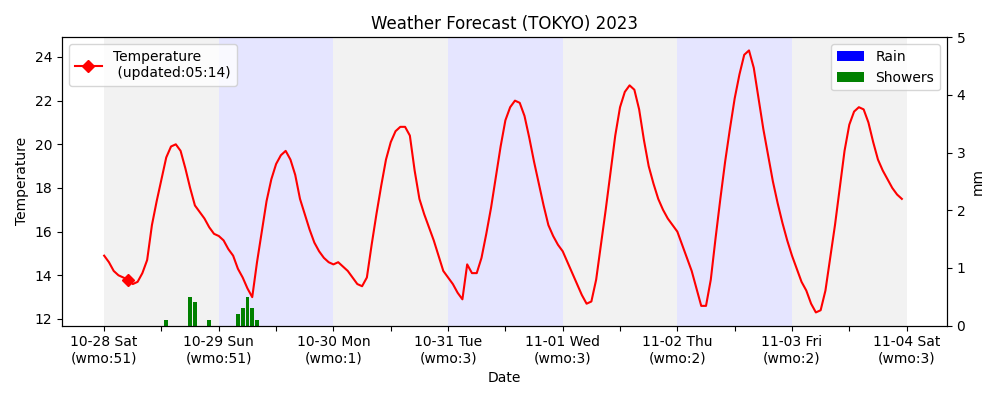 Weather Forecast (TOKYO) 2023
Temperature
(updated:05:14)
Rain
Showers
Temperature
24
22
20
18
16
14
12
5
4
3
2
1
0
mm
10-28 Sat
(wmo:51)
10-29 Sun
(wmo:51)
10-30 Mon
(wmo:1)
10-31 Tue
(wmo:3)
11-01 Wed
(wmo:3)
11-02 Thu
(wmo:2)
11-03 Fri
(wmo:2)
11-04 Sat
(wmo:3)
Date